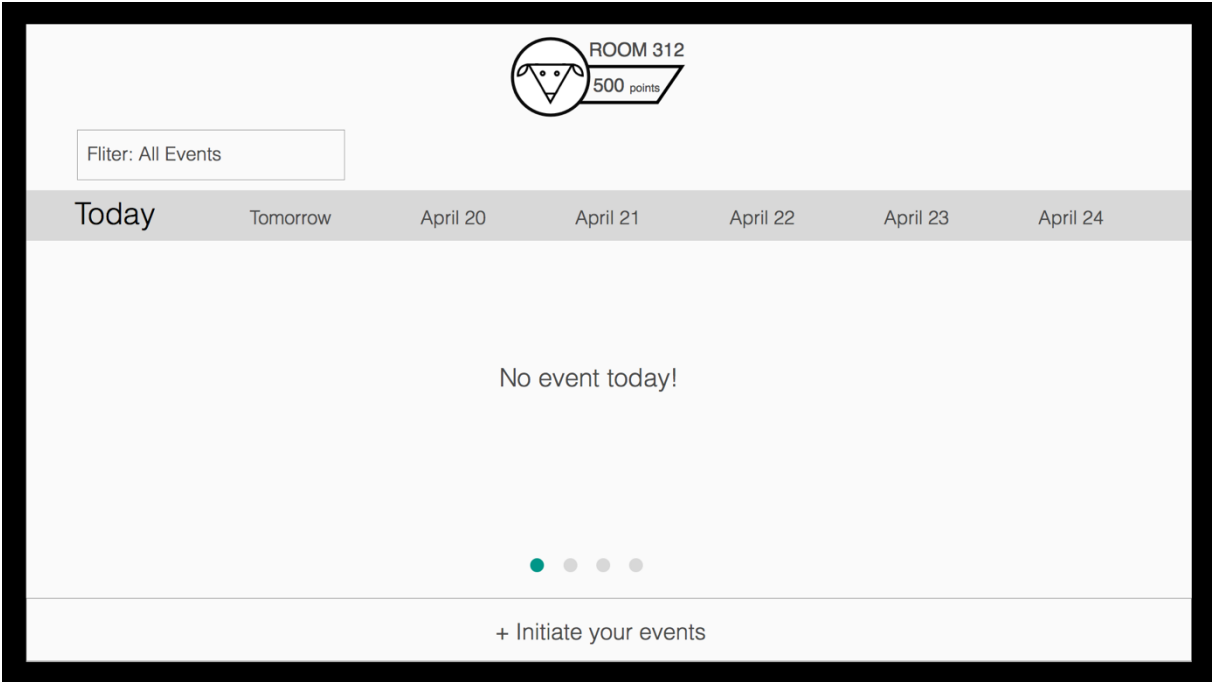 ROOM 312
500 points
Fliter: All Events
Today Tomorrow April 20 April 21 April 22 April 23 April 24
No event today!
+ Initiate your events